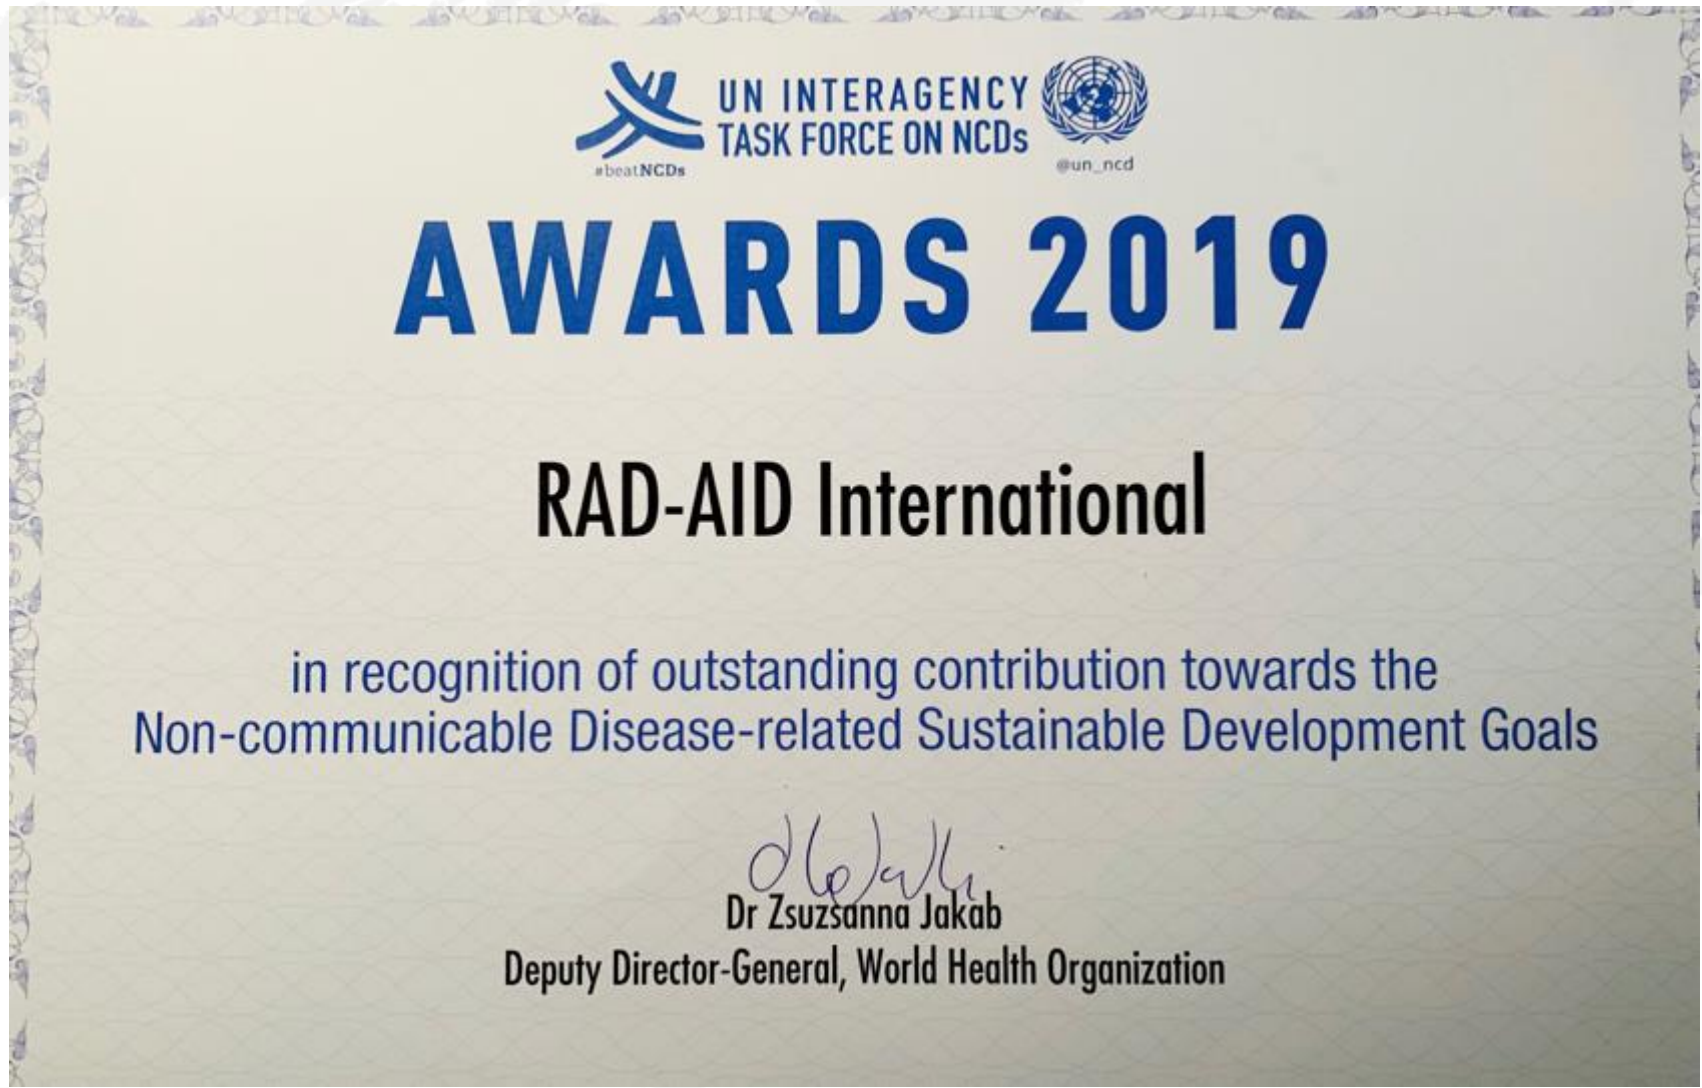 UN INTERAGENCY
TASK FORCE ON NCDs
#beatNCDs
@un_ncd
AWARDS 2019
RAD-AID International
in recognition of outstanding contribution towards the
Non-communicable Disease-related Sustainable Development Goals
Dr Zsuzsanna Jakab
Deputy Director-General, World Health Organization